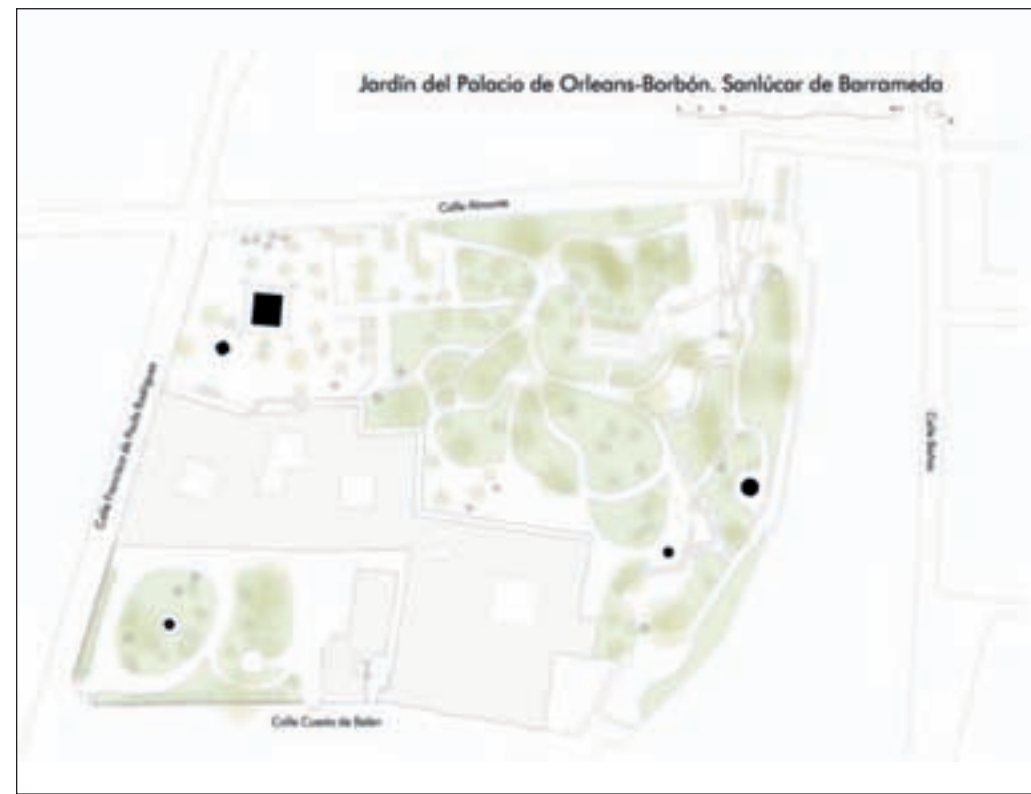 Jardín del Palacio de Orleans-Borbón. Sanlúcar de Barrameda
Calle
Calle Francisco de Paula Rodríguez
Calle
Calle Cuesta de Belén